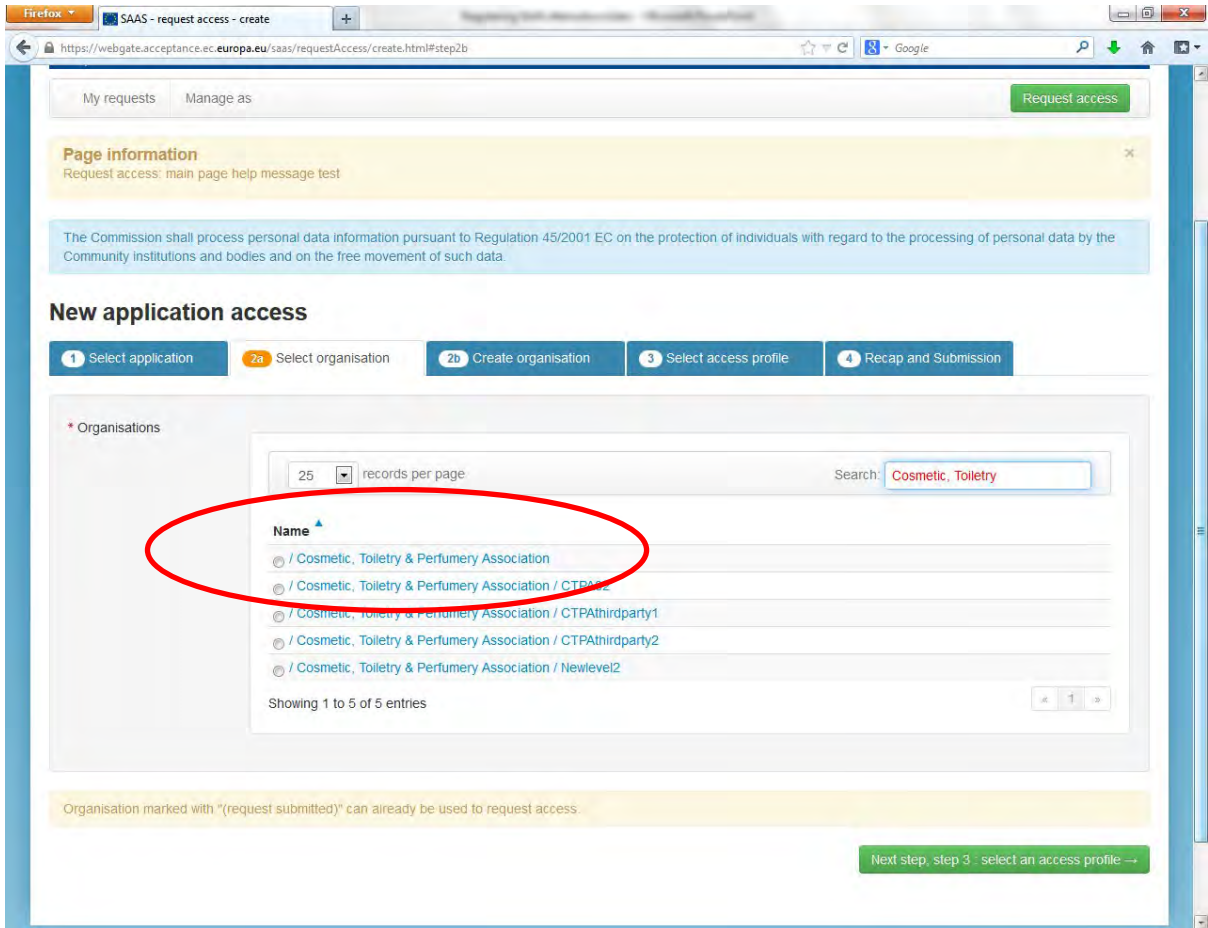 Firefox
SAAS - request access - create
+
https://webgate.acceptance.ec.europa.eu/saas/requestAccess/create.html#step2b
Google
My requests
Manage as
Request access
Page information
×
Request access: main page help message test
The Commission shall process personal data information pursuant to Regulation 45/2001 EC on the protection of individuals with regard to the processing of personal data by the
Community institutions and bodies and on the free movement of such data.
New application access
1 Select application
2a Select organisation
2b Create organisation
3 Select access profile
4 Recap and Submission
* Organisations
25
records per page
Search: Cosmetic, Toiletry
Name
/ Cosmetic, Toiletry & Perfumery Association
/ Cosmetic, Toiletry & Perfumery Association /
/ Cosmetic, Toiletry & Perfumery Association / CTPAthirdparty1
/ Cosmetic, Toiletry & Perfumery Association / CTPAthirdparty2
/ Cosmetic, Toiletry & Perfumery Association / Newlevel2
Showing 1 to 5 of 5 entries
« 1 »
Organisation marked with "(request submitted)" can already be used to request access.
Next step, step 3 : select an access profile →